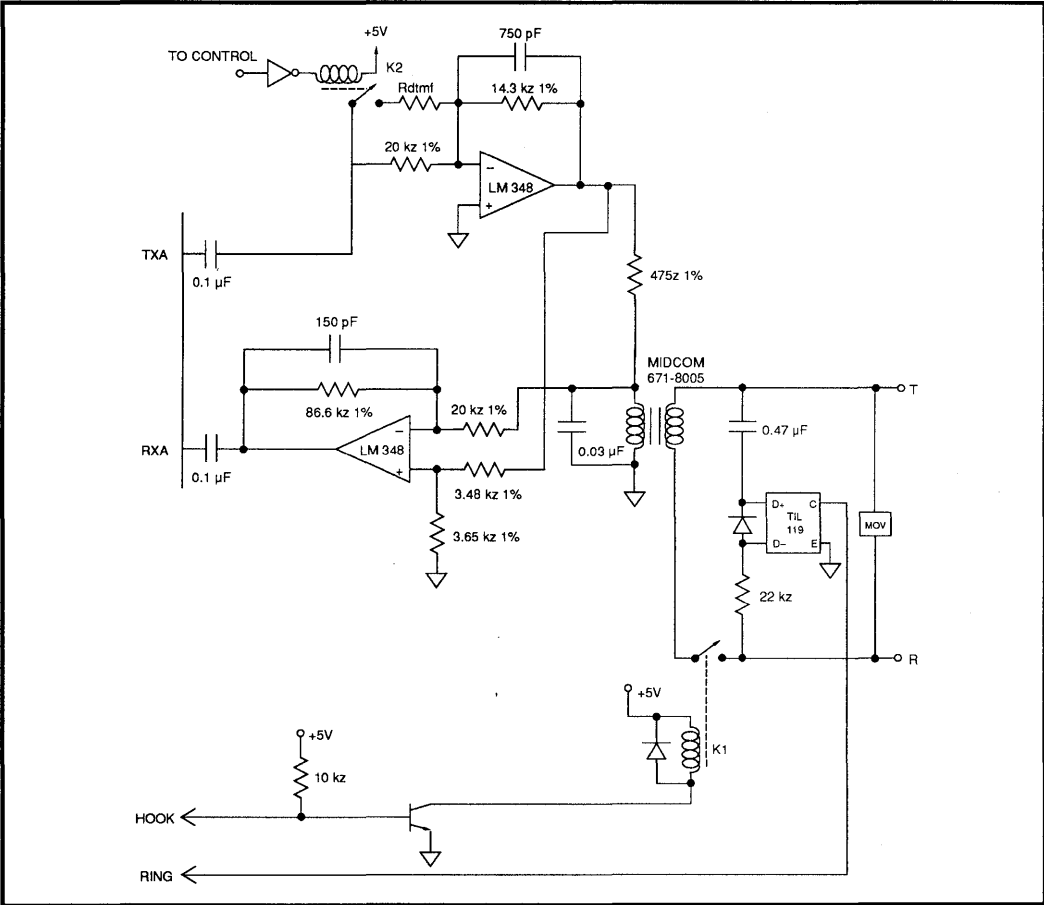 +5V
750 pF
TO CONTROL
K2
Rdtmf
14.3 kz 1%
20 kz 1%
−
LM 348
+
TXA
0.1 µF
475z 1%
150 pF
MIDCOM
671-8005
T
86.6 kz 1%
20 kz 1%
0.47 µF
−
RXA
LM 348
0.03 µF
+
0.1 µF
3.48 kz 1%
D+ C
TIL
119
MOV
3.65 kz 1%
D− E
22 kz
R
+5V
K1
+5V
10 kz
HOOK
RING